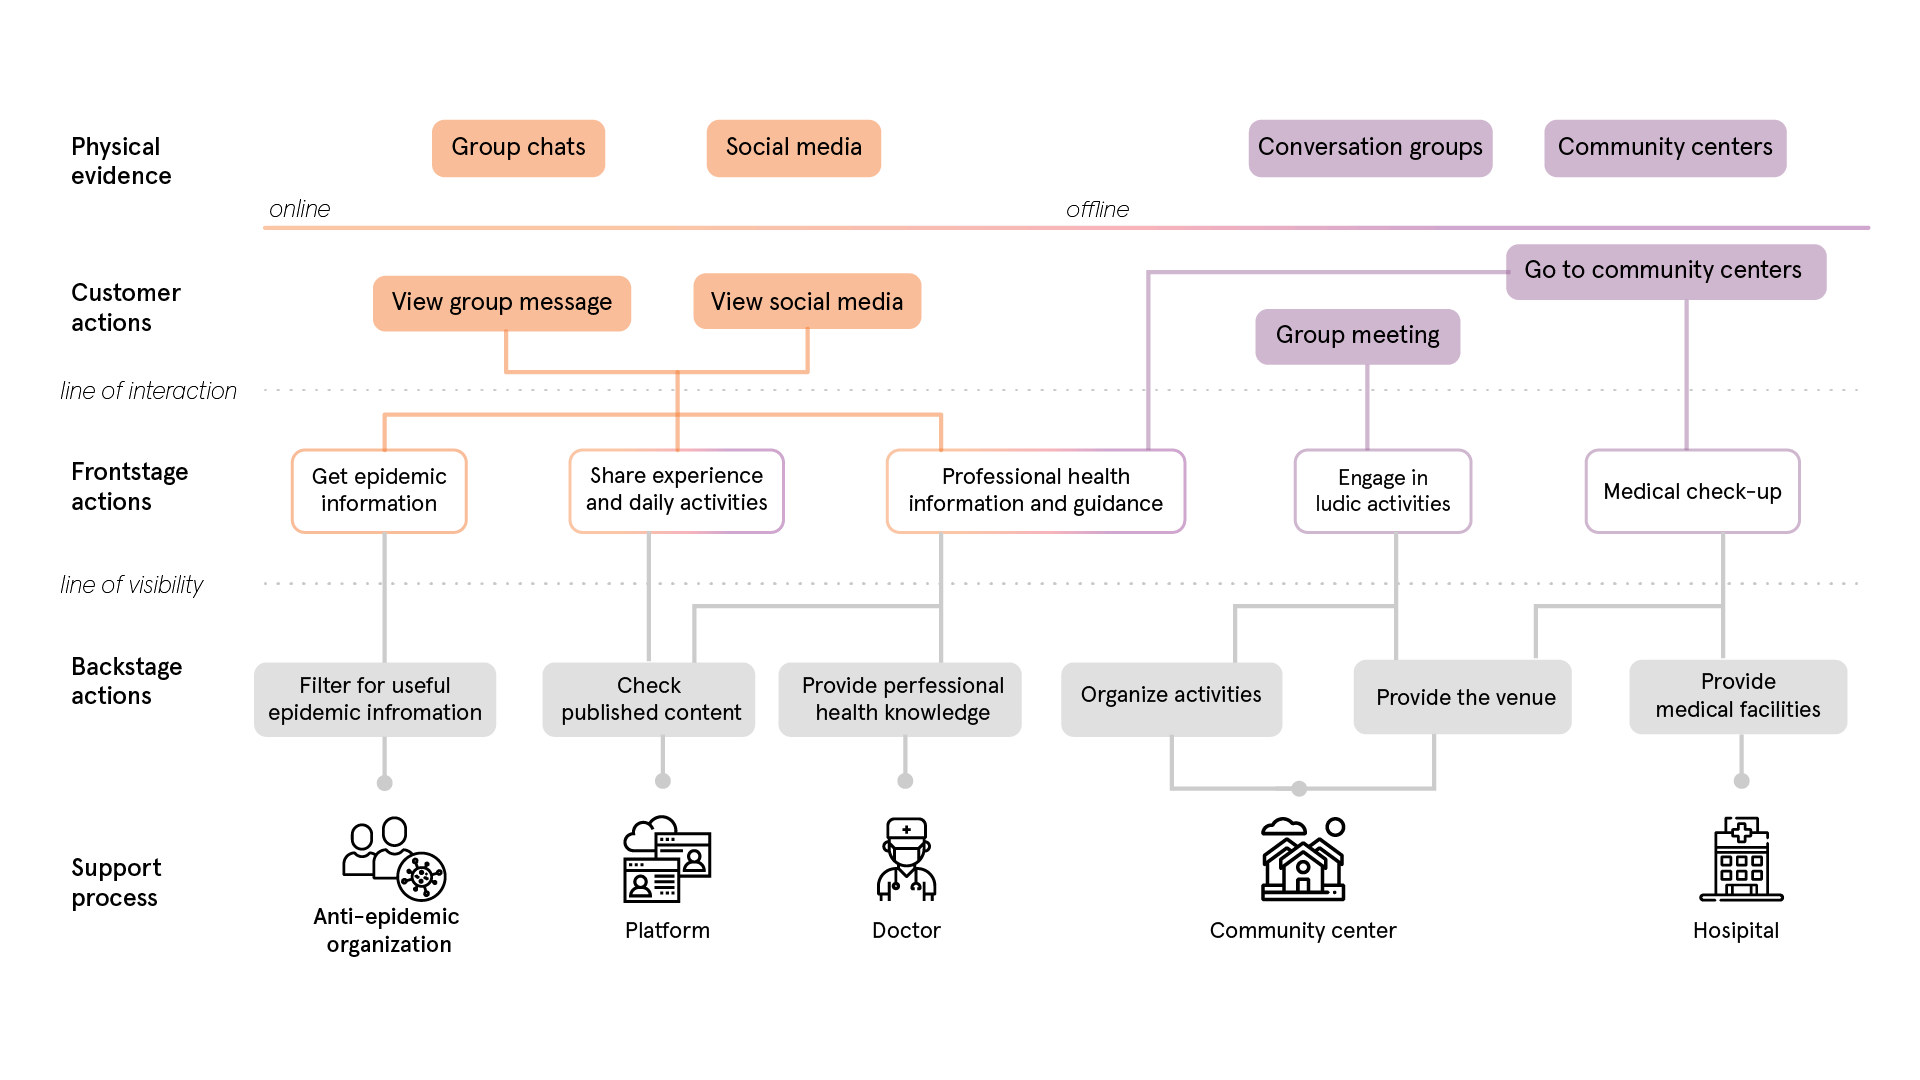 Physical
evidence
Group chats
Social media
Conversation groups
Community centers
online
offline
Customer
actions
View group message
View social media
Go to community centers
Group meeting
line of interaction
Frontstage
actions
Get epidemic
information
Share experience
and daily activities
Professional health
information and guidance
Engage in
ludic activities
Medical check-up
line of visibility
Backstage
actions
Filter for useful
epidemic infromation
Check
published content
Provide perfessional
health knowledge
Organize activities
Provide the venue
Provide
medical facilities
Support
process
Anti-epidemic
organization
Platform
Doctor
Community center
Hosipital